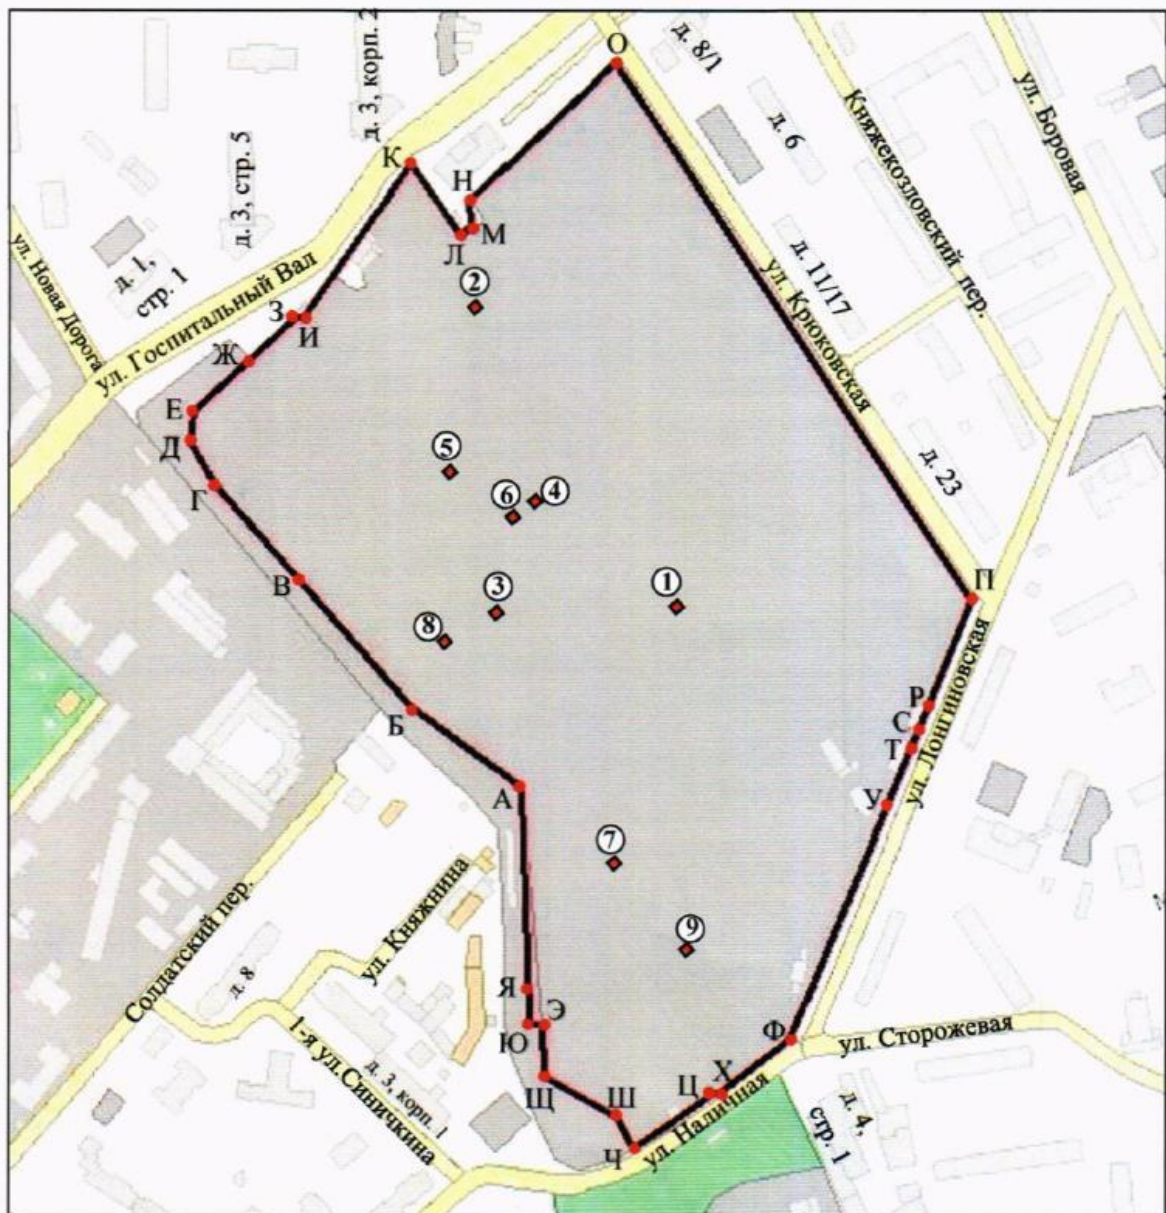 д. 3, корп. 2
О
д. 8/1
д. 6
Княжекозловский пер.
ул. Боровая
К
д. 3, стр. 5
Н
М
Л
ул. Новая Дорога
д. 1,
стр. 1
ул. Госпитальный Вал
2
д. 11/17
ул. Крюковская
З
И
Ж
Е
Д
5
Г
6
4
д. 23
В
3
1
П
8
Б
Р
С
Т
ул. Лонгиновская
У
А
7
ул. Княжнина
Солдатский пер.
д. 8
9
Я
Э
Ю
Ф
ул. Сторожевая
1-я ул.Синичкина
д. 3, корп. 1
Щ
Ш
Ц
Х
д. 4,
стр. 1
Ч
ул. Наличная